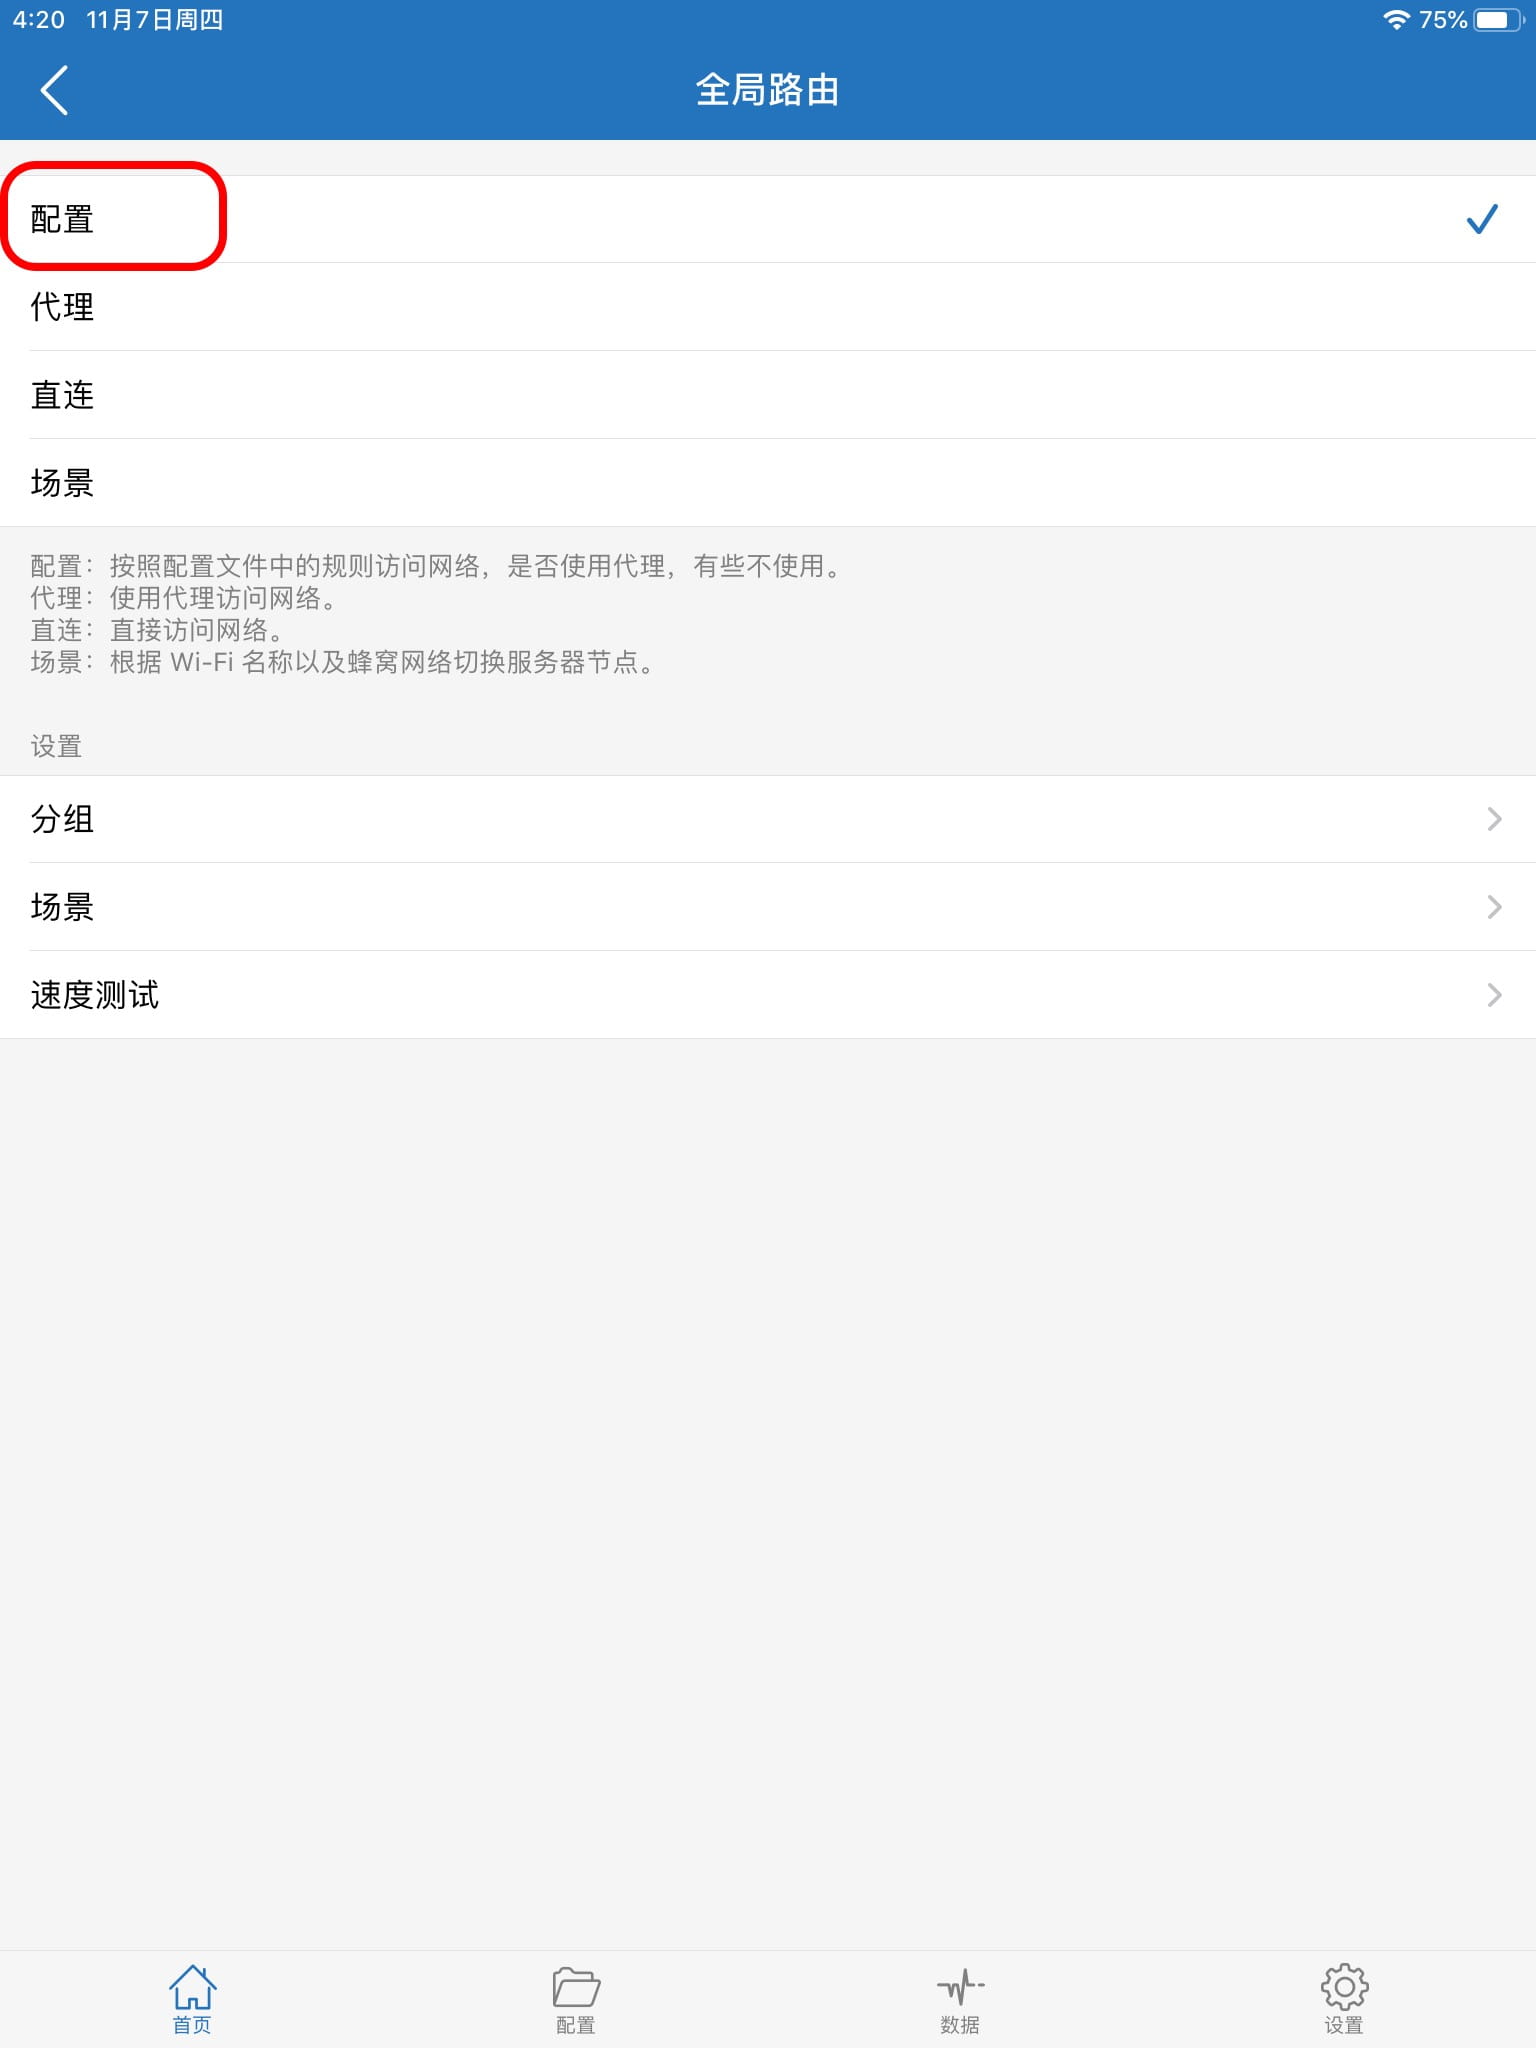 4:20 11月7日周四
75%
全局路由
配置
代理
直连
场景
配置：按照配置文件中的规则访问网络，是否使用代理，有些不使用。
代理：使用代理访问网络。
直连：直接访问网络。
场景：根据 Wi-Fi 名称以及蜂窝网络切换服务器节点。
设置
分组
场景
速度测试
首页
配置
数据
设置